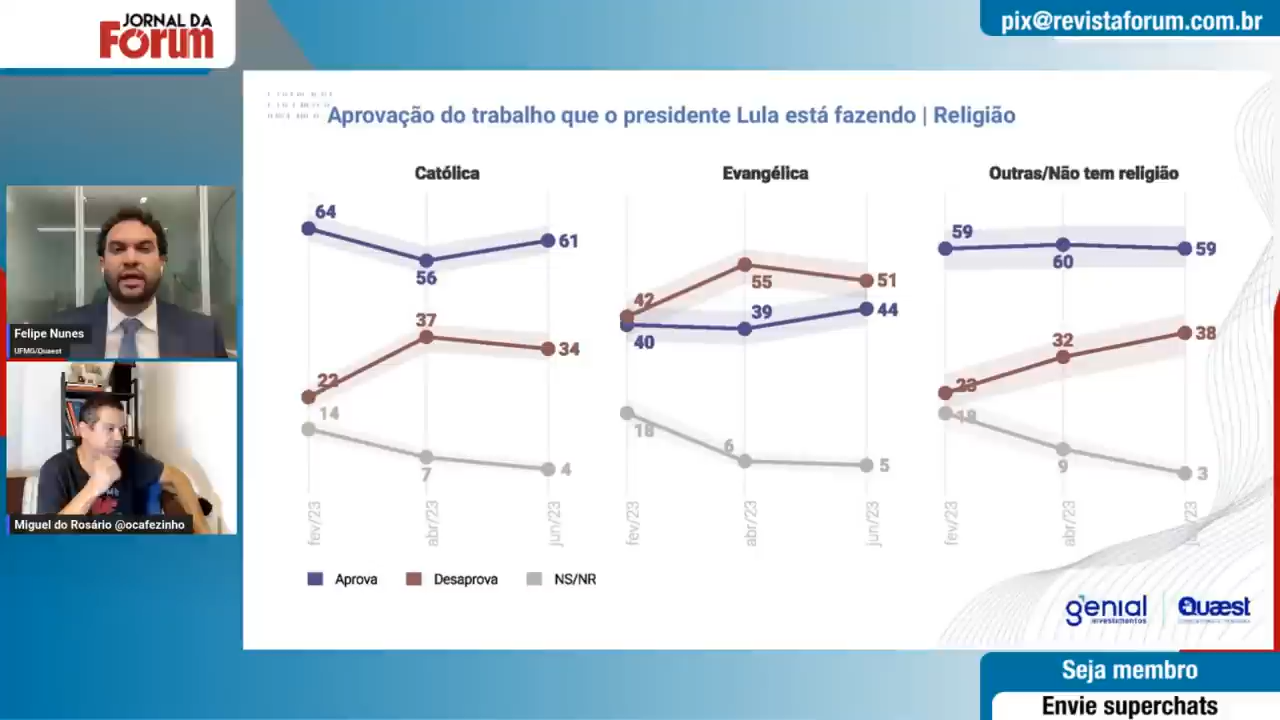 JORNAL DA
Fórum
pix@revistaforum.com.br
Aprovação do trabalho que o presidente Lula está fazendo | Religião
Católica
Evangélica
Outras/Não tem religião
64
56
61
22
37
34
14
7
4
fev/23
abr/23
jun/23
42
55
51
40
39
44
18
6
5
fev/23
abr/23
jun/23
59
60
59
23
32
38
18
9
3
fev/23
abr/23
Aprova
Desaprova
NS/NR
genial
investimentos
Quaest
Felipe Nunes
UFMG/Quaest
Miguel do Rosário @ocafezinho
Seja membro
Envie superchats